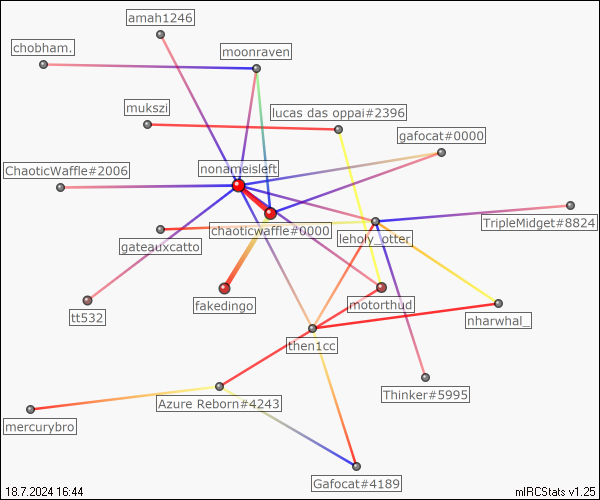 amah1246
chobham.
moonraven
mukszi
lucas das oppai#2396
gafocat#0000
nonameisleft
ChaoticWaffle#2006
TripleMidget#8824
chaoticwaffle#0000
leholy_otter
gateauxcatto
fakedingo
motorthud
tt532
nharwhal_
then1cc
Thinker#5995
Azure Reborn#4243
mercurybro
Gafocat#4189
18.7.2024 16:44
mIRCStats v1.25